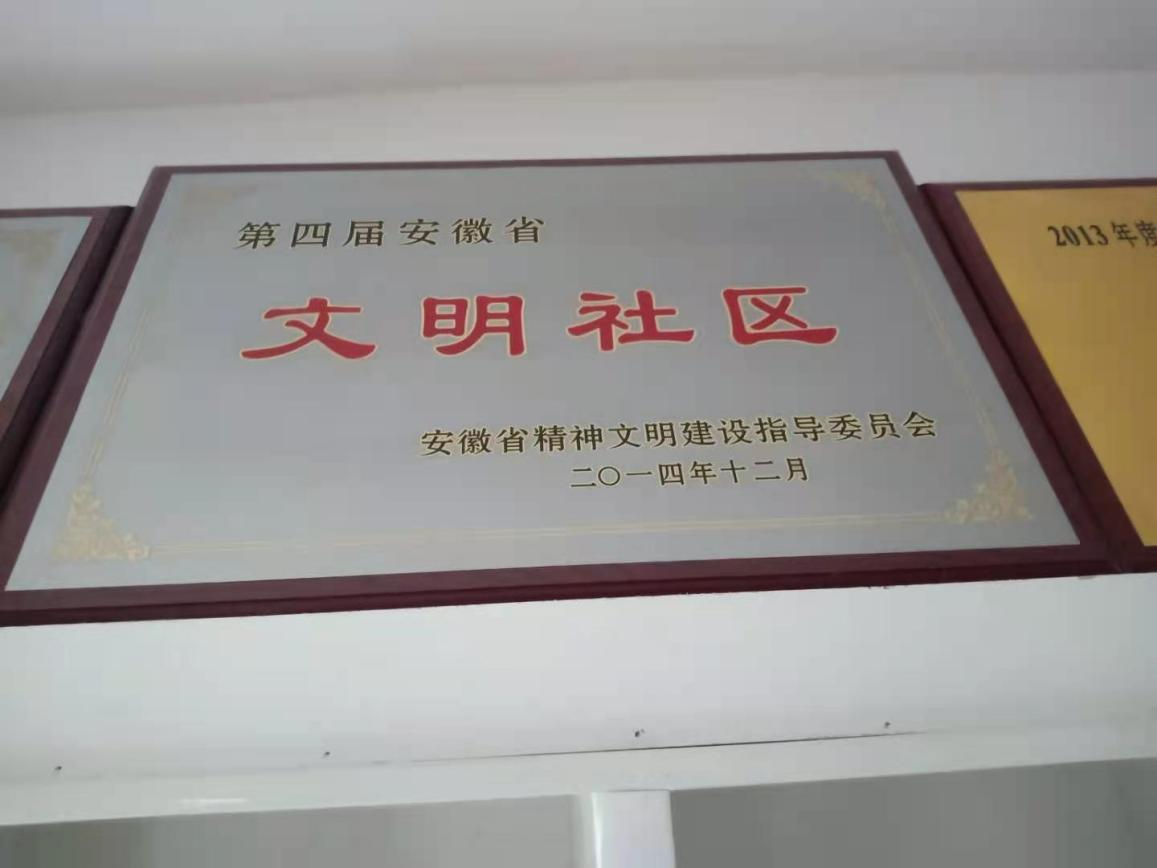 第四届安徽省
文明社区
安徽省精神文明建设指导委员会
二〇一四年十二月
2013年度